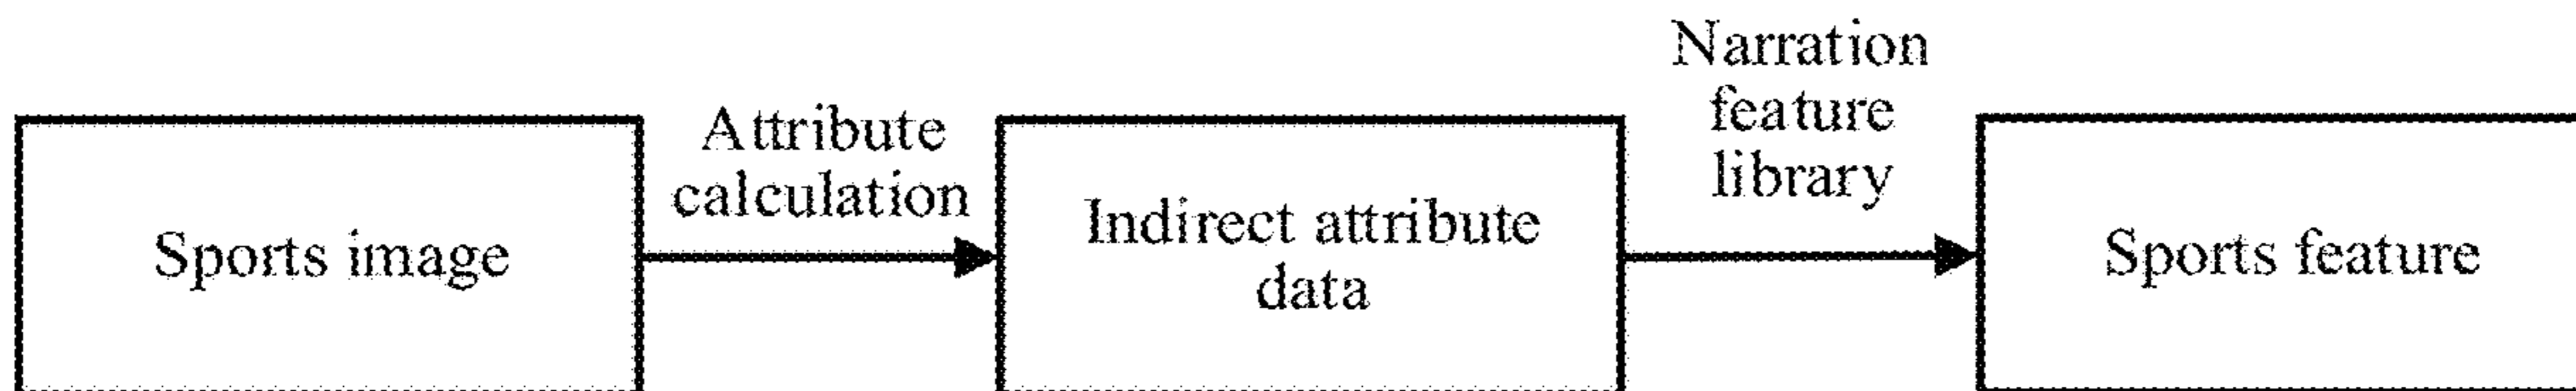 Sports image
Attribute
calculation
Indirect attribute
data
Narration
feature
library
Sports feature